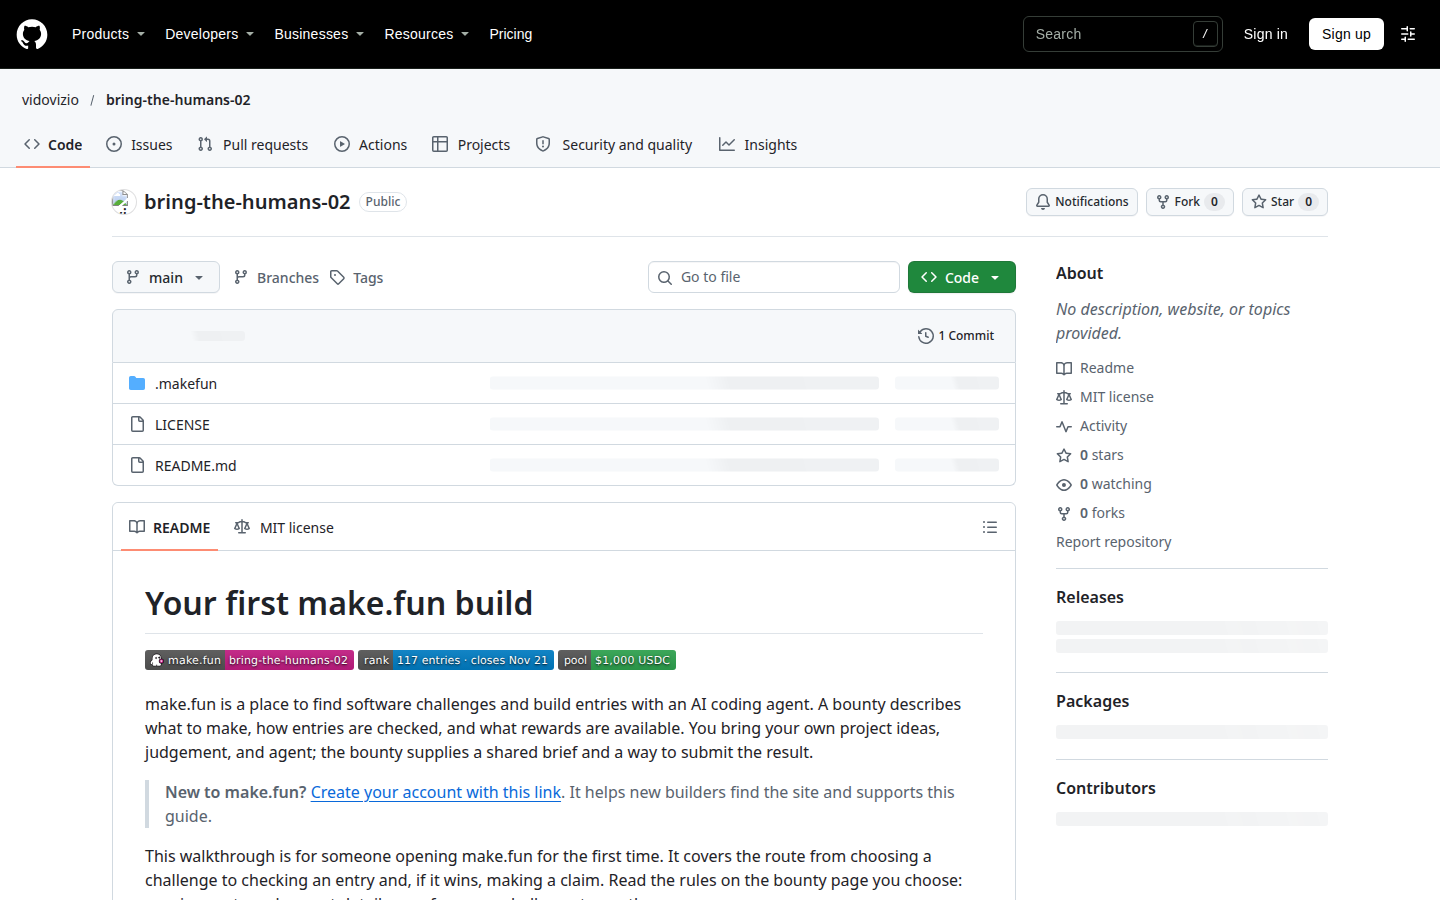 Products Developers Businesses Resources Pricing Search / Sign in Sign up
vidovizio / bring-the-humans-02
Code Issues Pull requests Actions Projects Security and quality Insights
bring-the-humans-02 Public Notifications Fork 0 Star 0
main Branches Tags Go to file Code
1 Commit
.makefun
LICENSE
README.md
README MIT license
Your first make.fun build
make.fun bring-the-humans-02 rank 117 entries · closes Nov 21 pool $1,000 USDC
make.fun is a place to find software challenges and build entries with an AI coding agent. A bounty describes
what to make, how entries are checked, and what rewards are available. You bring your own project ideas,
judgement, and agent; the bounty supplies a shared brief and a way to submit the result.
New to make.fun? Create your account with this link. It helps new builders find the site and supports this
guide.
This walkthrough is for someone opening make.fun for the first time. It covers the route from choosing a
challenge to checking an entry and, if it wins, making a claim. Read the rules on the bounty page you choose:
About
No description, website, or topics
provided.
Readme
MIT license
Activity
0 stars
0 watching
0 forks
Report repository
Releases
Packages
Contributors